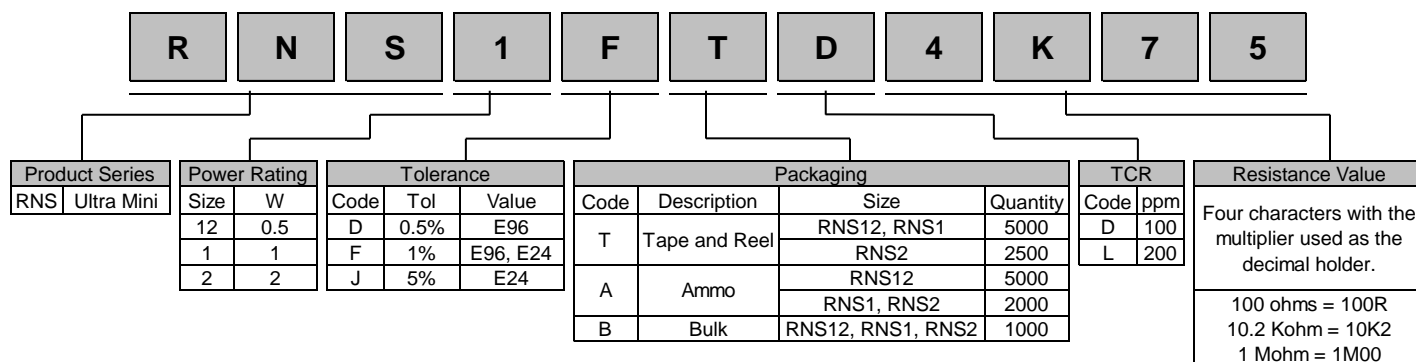 R N S 1 F T D 4 K 7 5
Product Series
RNS Ultra Mini
Power Rating
Size W
12 0.5
1 1
2 2
Tolerance
Code Tol Value
D 0.5% E96
F 1% E96, E24
J 5% E24
Packaging
Code Description Size Quantity
T Tape and Reel RNS12, RNS1 5000
RNS2 2500
A Ammo RNS12 5000
RNS1, RNS2 2000
B Bulk RNS12, RNS1, RNS2 1000
TCR
Code ppm
D 100
L 200
Resistance Value
Four characters with the
multiplier used as the
decimal holder.
100 ohms = 100R
10.2 Kohm = 10K2
1 Mohm = 1M00